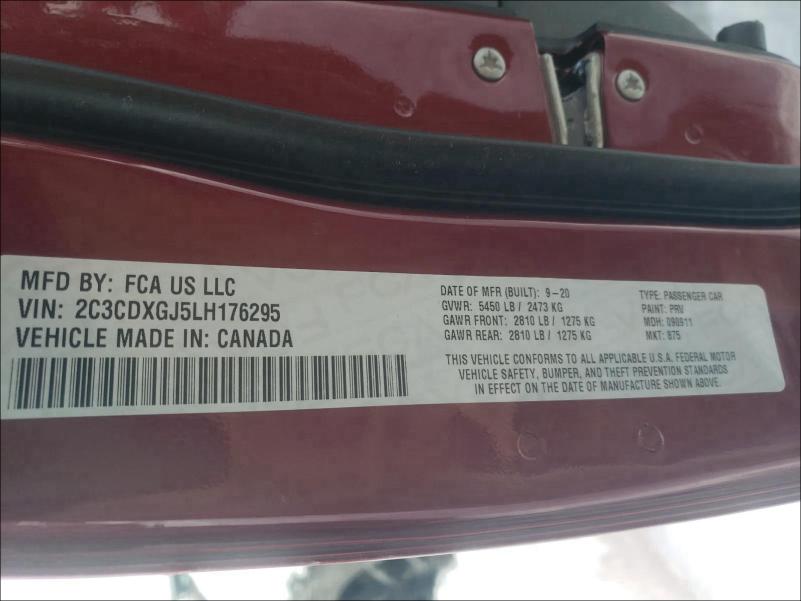 MFD BY: FCA US LLC
VIN: 2C3CDXGJ5LH176295
VEHICLE MADE IN: CANADA
DATE OF MFR (BUILT): 9-20
GVWR: 5450 LB / 2473 KG
GAWR FRONT: 2810 LB / 1275 KG
GAWR REAR: 2810 LB / 1275 KG
TYPE: PASSENGER CAR
PAINT: PRV
MDH: 090911
MKT: 875
THIS VEHICLE CONFORMS TO ALL APPLICABLE U.S.A. FEDERAL MOTOR
VEHICLE SAFETY, BUMPER, AND THEFT PREVENTION STANDARDS
IN EFFECT ON THE DATE OF MANUFACTURE SHOWN ABOVE.